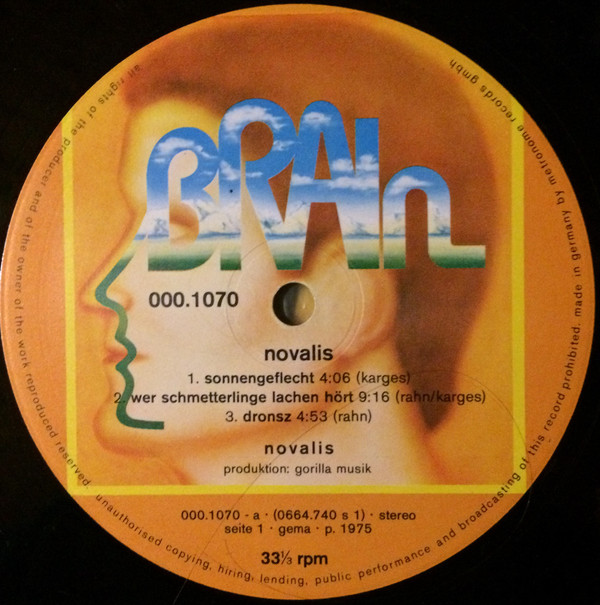 BRAIn
000.1070
novalis
1. sonnengeflecht 4:06 (karges)
2. wer schmetterlinge lachen hört 9:16 (rahn/karges)
3. dronsz 4:53 (rahn)
novalis
produktion: gorilla musik
000.1070 - a · (0664.740 s 1) · stereo
seite 1 · gema · p. 1975
33⅓ rpm
all rights of the producer and of the owner of the work reproduced reserved. unauthorised copying, hiring, lending, public performance and broadcasting of this record prohibited. made in germany by metronome records gmbh